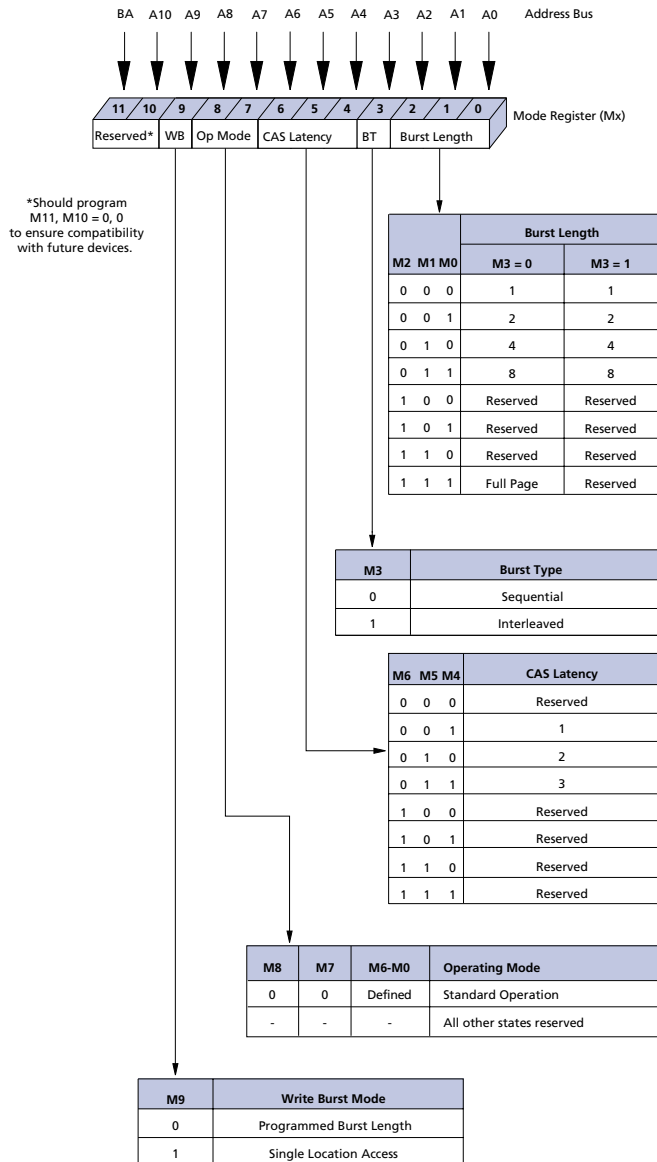 BA A10 A9 A8 A7 A6 A5 A4 A3 A2 A1 A0 Address Bus
11 10 9 8 7 6 5 4 3 2 1 0 Mode Register (Mx)
Reserved* WB Op Mode CAS Latency BT Burst Length
*Should program
M11, M10 = 0, 0
to ensure compatibility
with future devices.
Burst Length
M2 M1 M0 M3 = 0 M3 = 1
0 0 0 1 1
0 0 1 2 2
0 1 0 4 4
0 1 1 8 8
1 0 0 Reserved Reserved
1 0 1 Reserved Reserved
1 1 0 Reserved Reserved
1 1 1 Full Page Reserved
M3 Burst Type
0 Sequential
1 Interleaved
M6 M5 M4 CAS Latency
0 0 0 Reserved
0 0 1 1
0 1 0 2
0 1 1 3
1 0 0 Reserved
1 0 1 Reserved
1 1 0 Reserved
1 1 1 Reserved
M8 M7 M6-M0 Operating Mode
0 0 Defined Standard Operation
- - - All other states reserved
M9 Write Burst Mode
0 Programmed Burst Length
1 Single Location Access